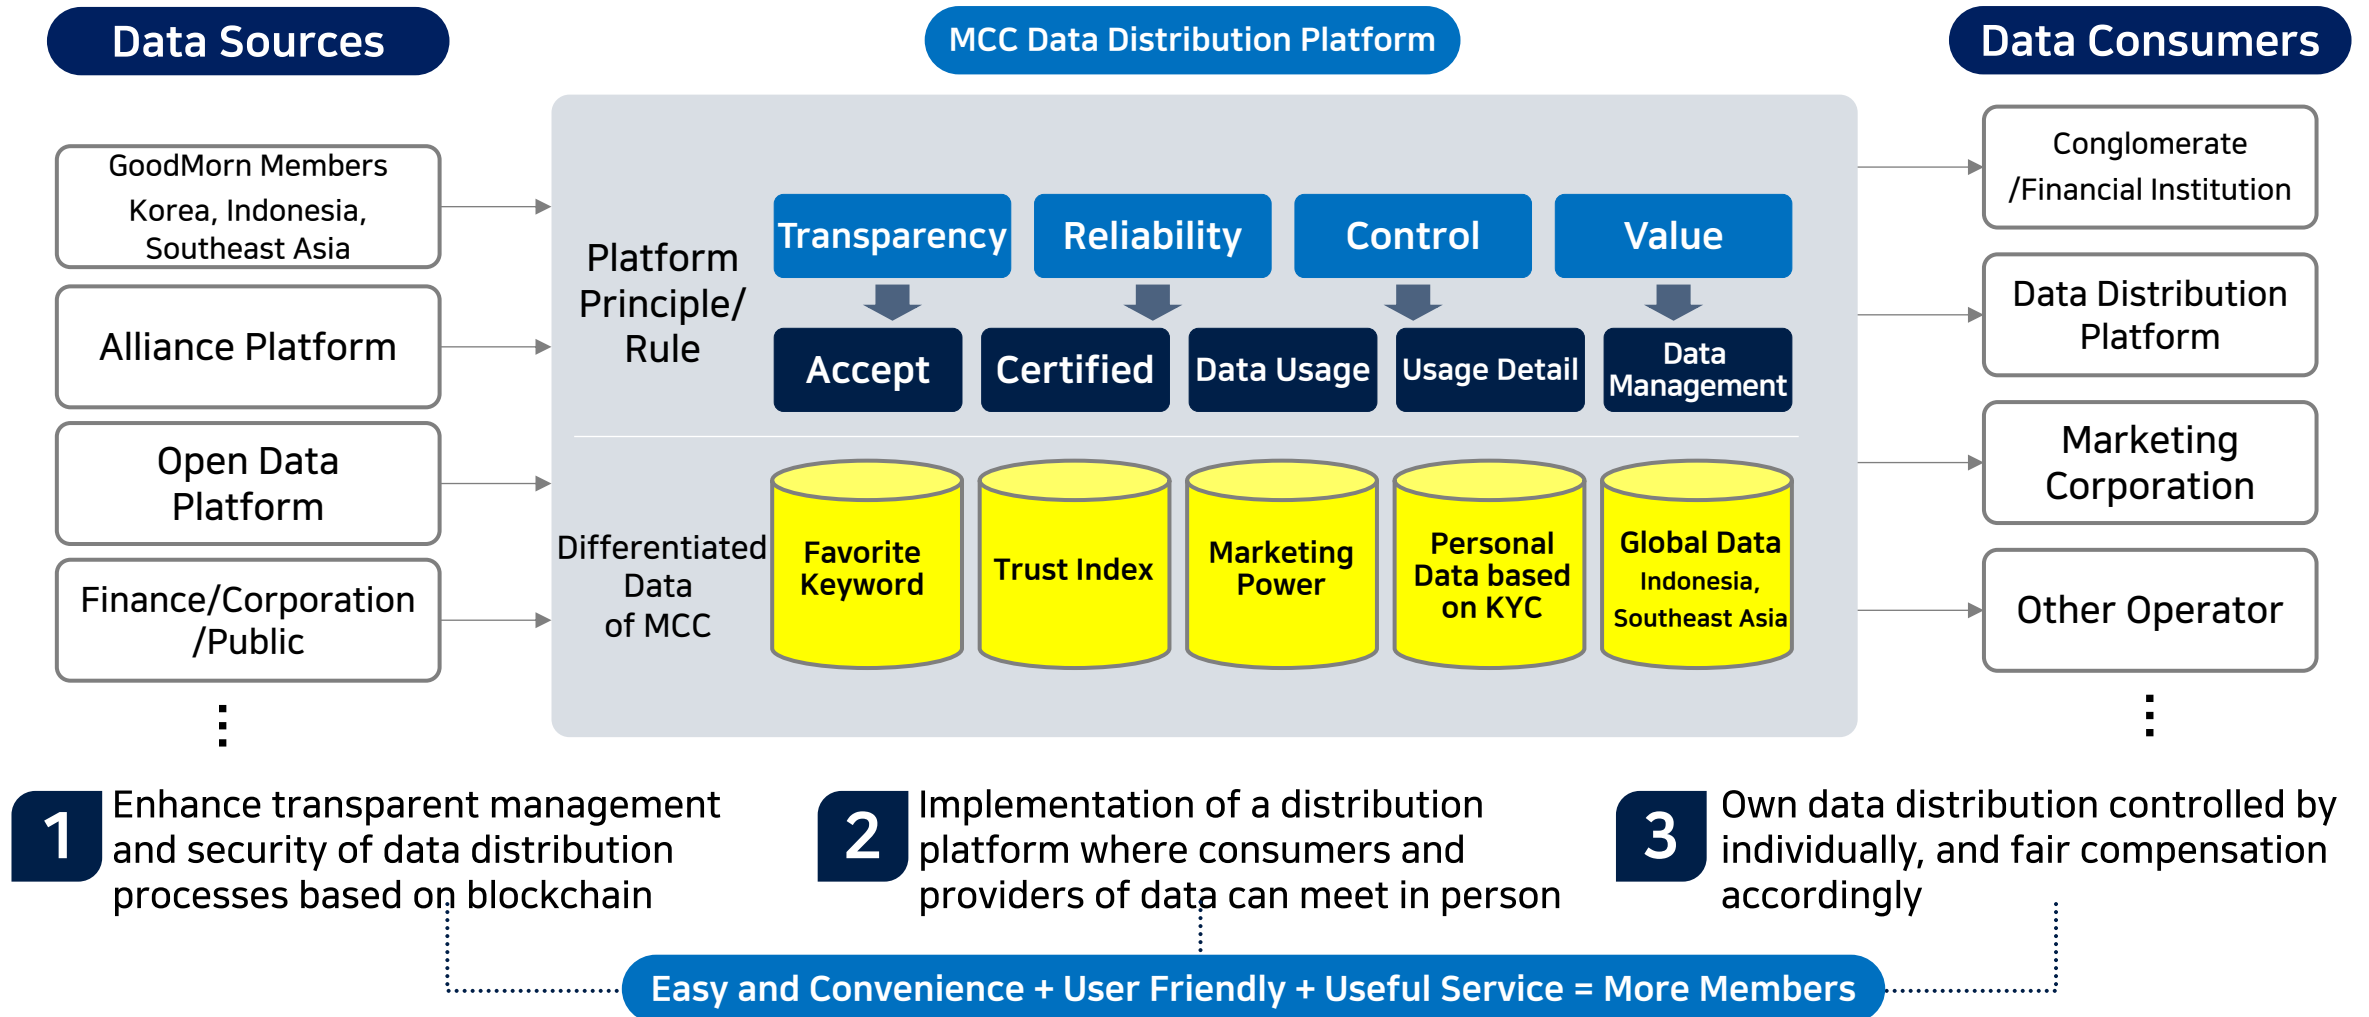 Data Sources
MCC Data Distribution Platform
Data Consumers
GoodMorn Members
Korea, Indonesia,
Southeast Asia
Alliance Platform
Open Data
Platform
Finance/Corporation
/Public
Platform
Principle/
Rule
Transparency
Reliability
Control
Value
Accept
Certified
Data Usage
Usage Detail
Data
Management
Differentiated
Data
of MCC
Favorite
Keyword
Trust Index
Marketing
Power
Personal
Data based
on KYC
Global Data
Indonesia,
Southeast Asia
Conglomerate
/Financial Institution
Data Distribution
Platform
Marketing
Corporation
Other Operator
1
Enhance transparent management
and security of data distribution
processes based on blockchain
2
Implementation of a distribution
platform where consumers and
providers of data can meet in person
3
Own data distribution controlled by
individually, and fair compensation
accordingly
Easy and Convenience + User Friendly + Useful Service = More Members